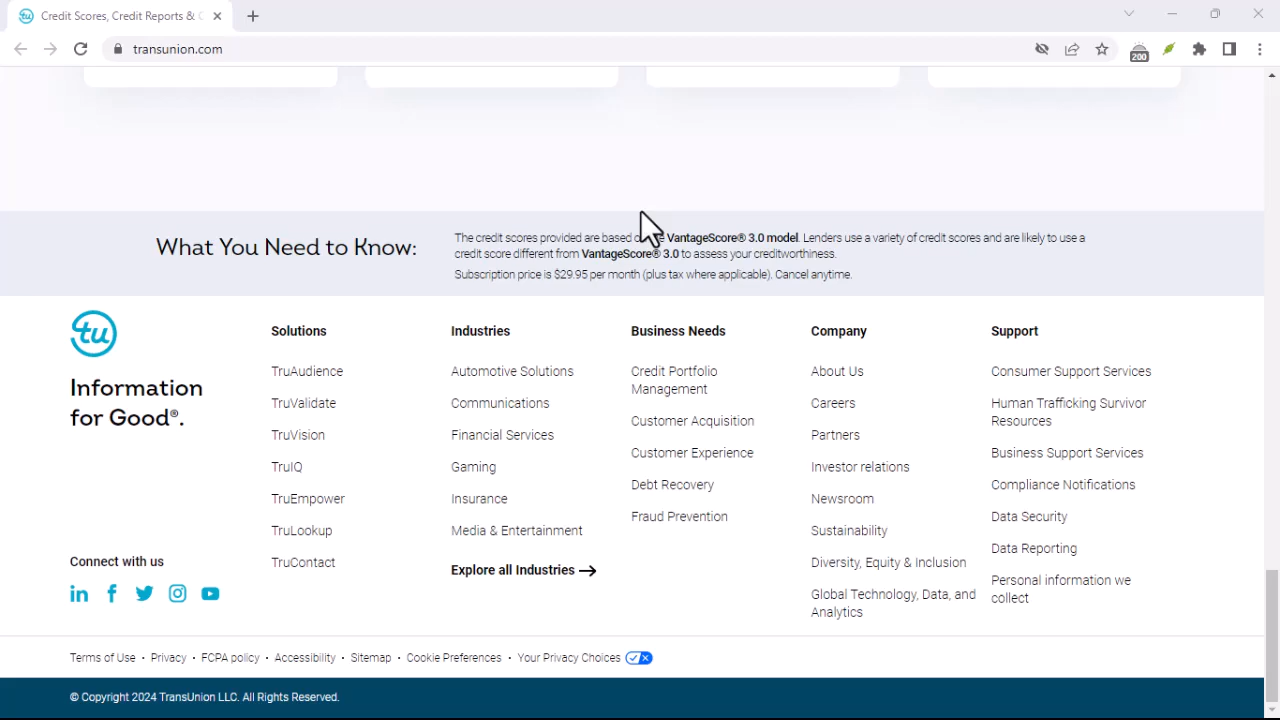 Credit Scores, Credit Reports &
transunion.com
200
What You Need to Know:
The credit scores provided are based VantageScore® 3.0 model. Lenders use a variety of credit scores and are likely to use a
credit score different from VantageScore® 3.0 to assess your creditworthiness.
Subscription price is $29.95 per month (plus tax where applicable). Cancel anytime.
tu
Information
for Good®.
Connect with us
Solutions
TruAudience
TruValidate
TruVision
TruIQ
TruEmpower
TruLookup
TruContact
Industries
Automotive Solutions
Communications
Financial Services
Gaming
Insurance
Media & Entertainment
Explore all Industries
Business Needs
Credit Portfolio
Management
Customer Acquisition
Customer Experience
Debt Recovery
Fraud Prevention
Company
About Us
Careers
Partners
Investor relations
Newsroom
Sustainability
Diversity, Equity & Inclusion
Global Technology, Data, and
Analytics
Support
Consumer Support Services
Human Trafficking Survivor
Resources
Business Support Services
Compliance Notifications
Data Security
Data Reporting
Personal information we
collect
Terms of Use · Privacy · FCPA policy · Accessibility · Sitemap · Cookie Preferences · Your Privacy Choices
© Copyright 2024 TransUnion LLC. All Rights Reserved.